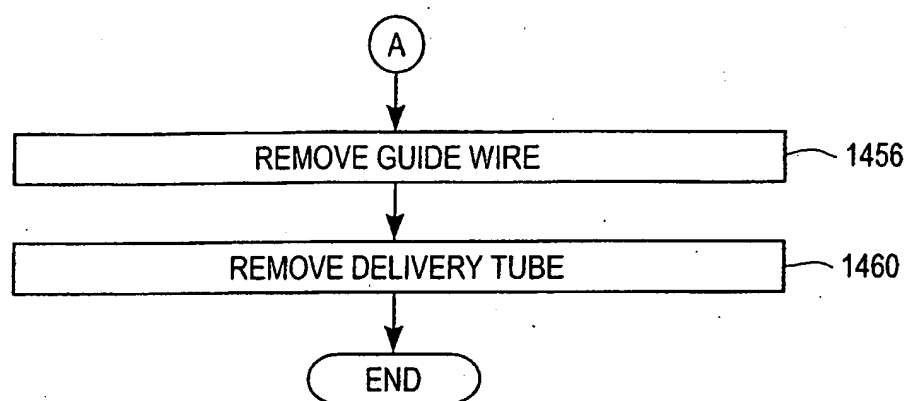 A
REMOVE GUIDE WIRE
1456
REMOVE DELIVERY TUBE
1460
END